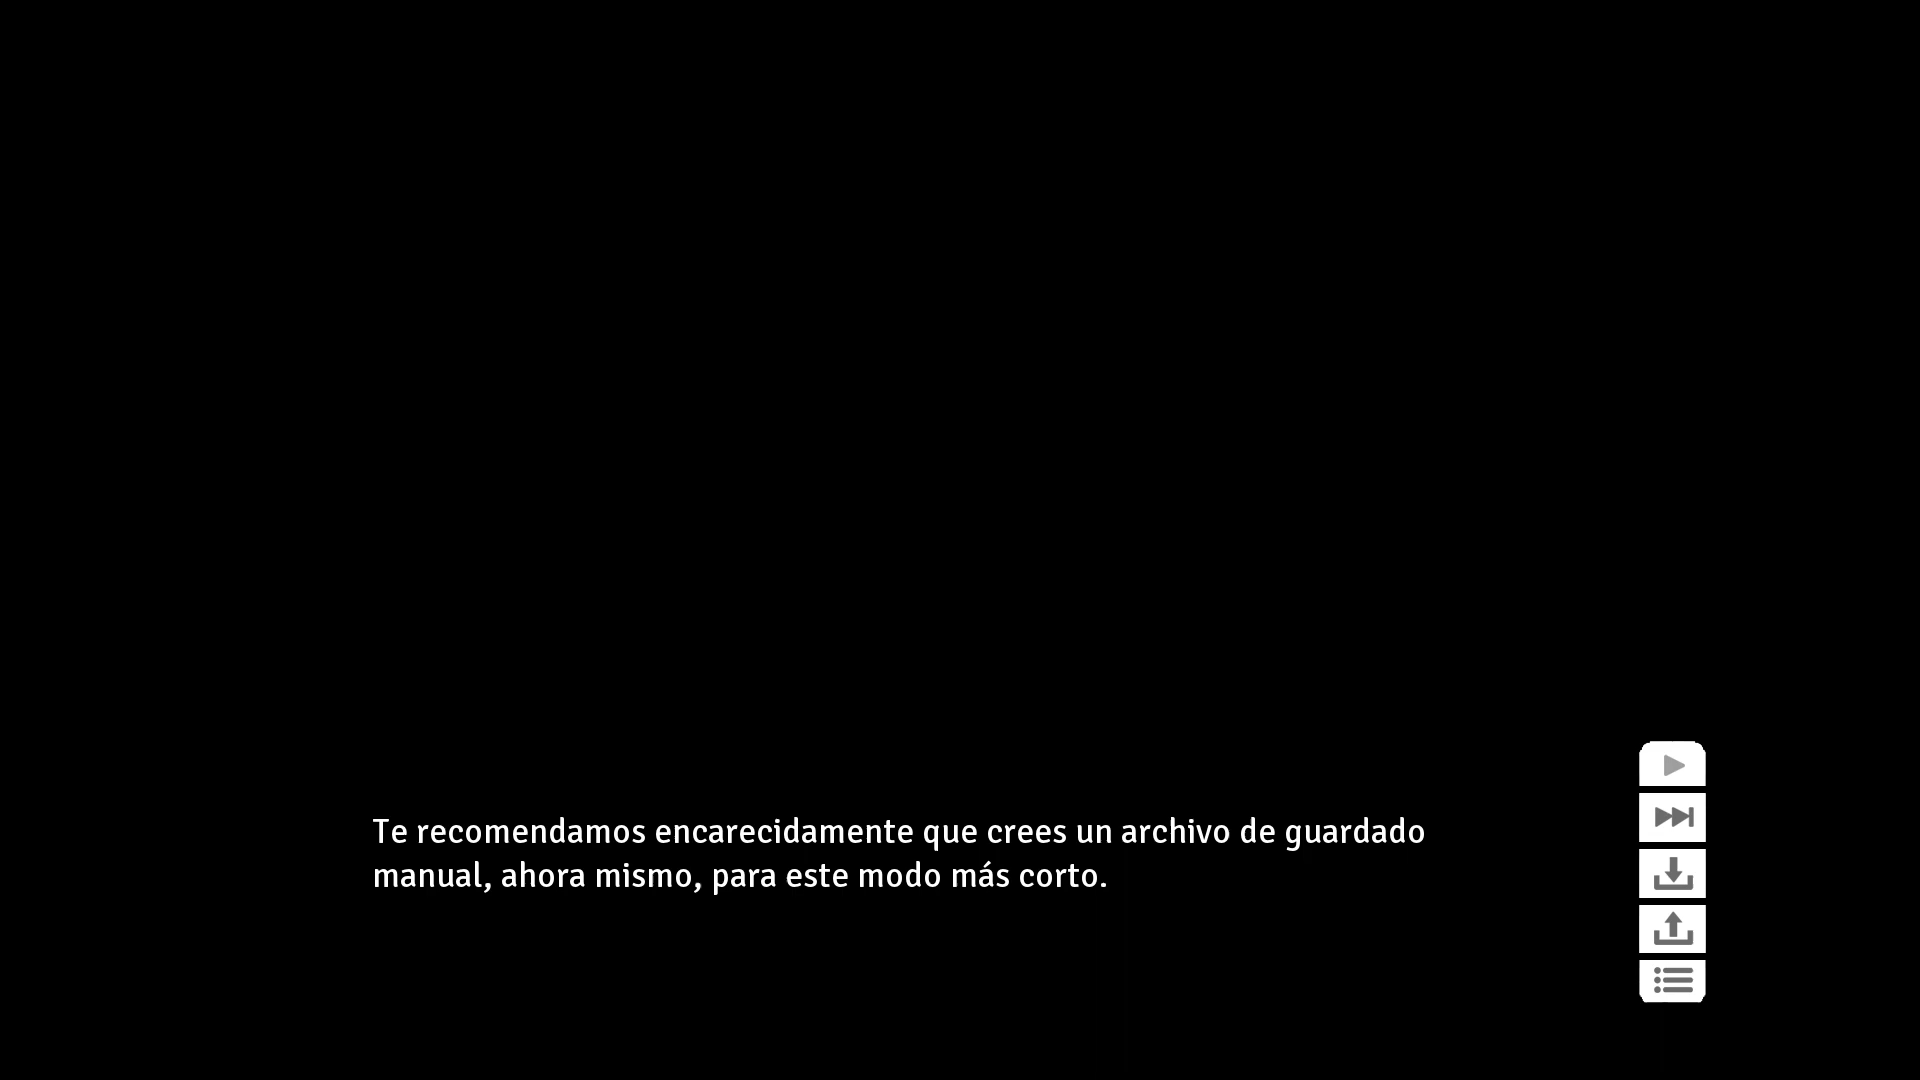 Te recomendamos encarecidamente que crees un archivo de guardado
manual, ahora mismo, para este modo más corto.